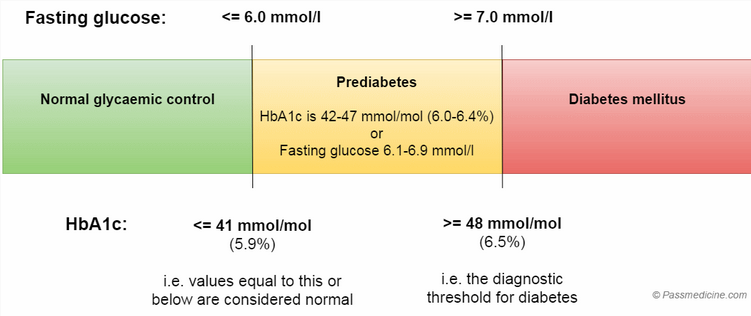 Fasting glucose: <= 6.0 mmol/l >= 7.0 mmol/l
Normal glycaemic control
Prediabetes
HbA1c is 42-47 mmol/mol (6.0-6.4%)
or
Fasting glucose 6.1-6.9 mmol/l
Diabetes mellitus
HbA1c: <= 41 mmol/mol >= 48 mmol/mol
(5.9%) (6.5%)
i.e. values equal to this or
below are considered normal
i.e. the diagnostic
threshold for diabetes
© Passmedicine.com